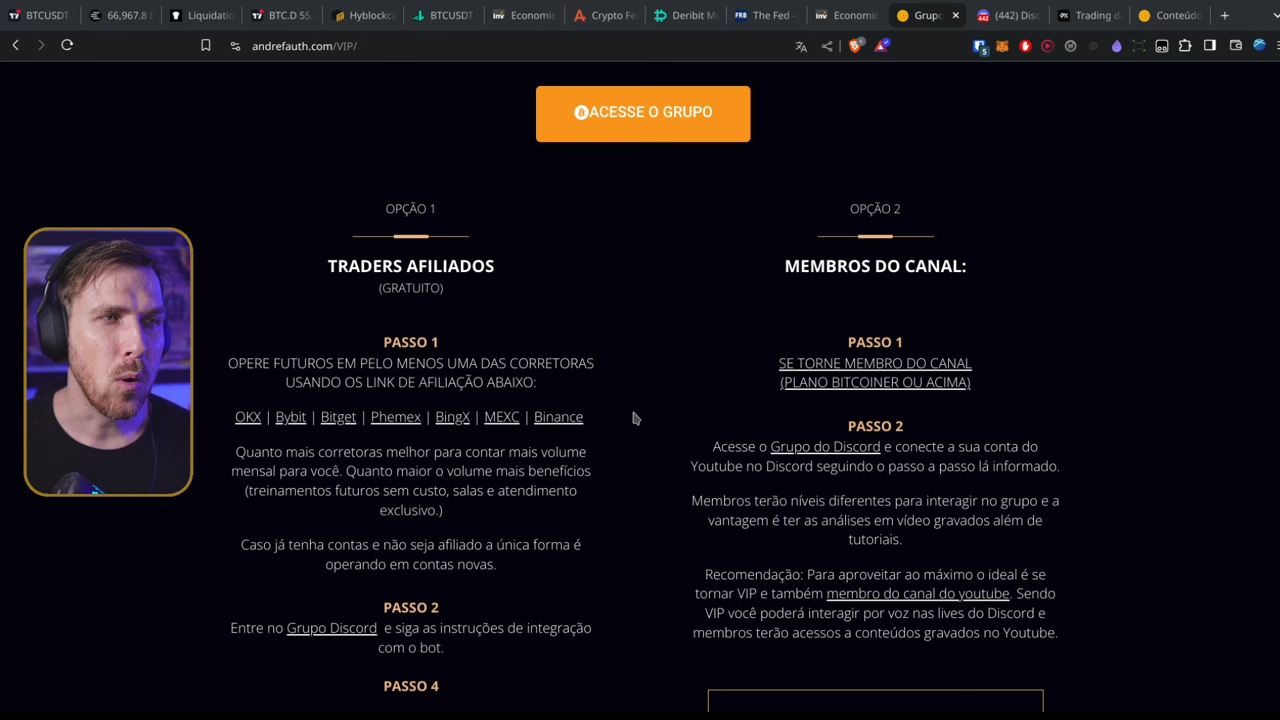 BTCUSDT.
66,967.8
Liquidatio
BTC.D 55.
Hyblockca
BTCUSDT
Economic
Crypto Fe
Deribit M
The Fed -
Economic
Grupo
(442) Disc
Trading d
Conteúdo
andrefauth.com/VIP/
5
ACESSE O GRUPO
OPÇÃO 1
TRADERS AFILIADOS
(GRATUITO)
PASSO 1
OPERE FUTUROS EM PELO MENOS UMA DAS CORRETORAS
USANDO OS LINK DE AFILIAÇÃO ABAIXO:
OKX | Bybit | Bitget | Phemex | BingX | MEXC | Binance
Quanto mais corretoras melhor para contar mais volume
mensal para você. Quanto maior o volume mais benefícios
(treinamentos futuros sem custo, salas e atendimento
exclusivo.)
Caso já tenha contas e não seja afiliado a única forma é
operando em contas novas.
PASSO 2
Entre no Grupo Discord e siga as instruções de integração
com o bot.
PASSO 4
OPÇÃO 2
MEMBROS DO CANAL:
PASSO 1
SE TORNE MEMBRO DO CANAL
(PLANO BITCOINER OU ACIMA)
PASSO 2
Acesse o Grupo do Discord e conecte a sua conta do
Youtube no Discord seguindo o passo a passo lá informado.
Membros terão níveis diferentes para interagir no grupo e a
vantagem é ter as análises em vídeo gravados além de
tutoriais.
Recomendação: Para aproveitar ao máximo o ideal é se
tornar VIP e também membro do canal do youtube. Sendo
VIP você poderá interagir por voz nas lives do Discord e
membros terão acessos a conteúdos gravados no Youtube.